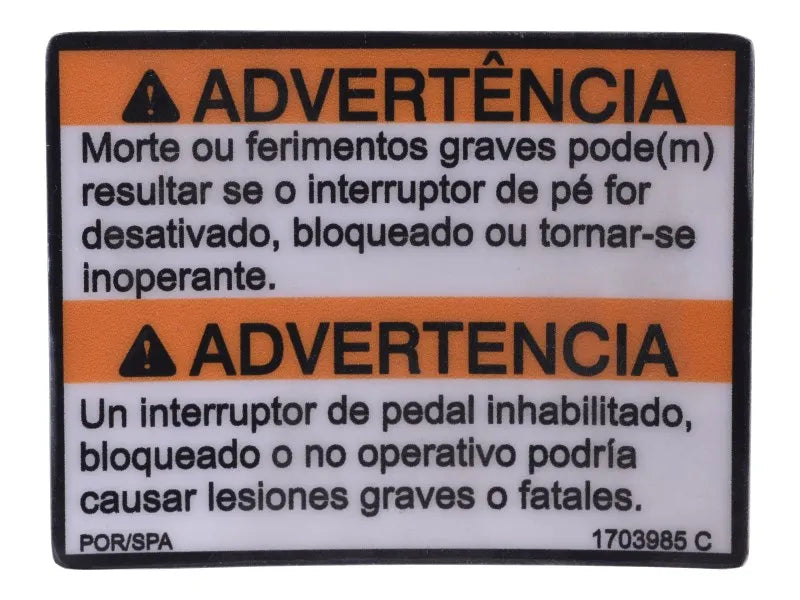 ADVERTÊNCIA
Morte ou ferimentos graves pode(m)
resultar se o interruptor de pé for
desativado, bloqueado ou tornar-se
inoperante.
ADVERTENCIA
Un interruptor de pedal inhabilitado,
bloqueado o no operativo podría
causar lesiones graves o fatales.
POR/SPA 1703985 C